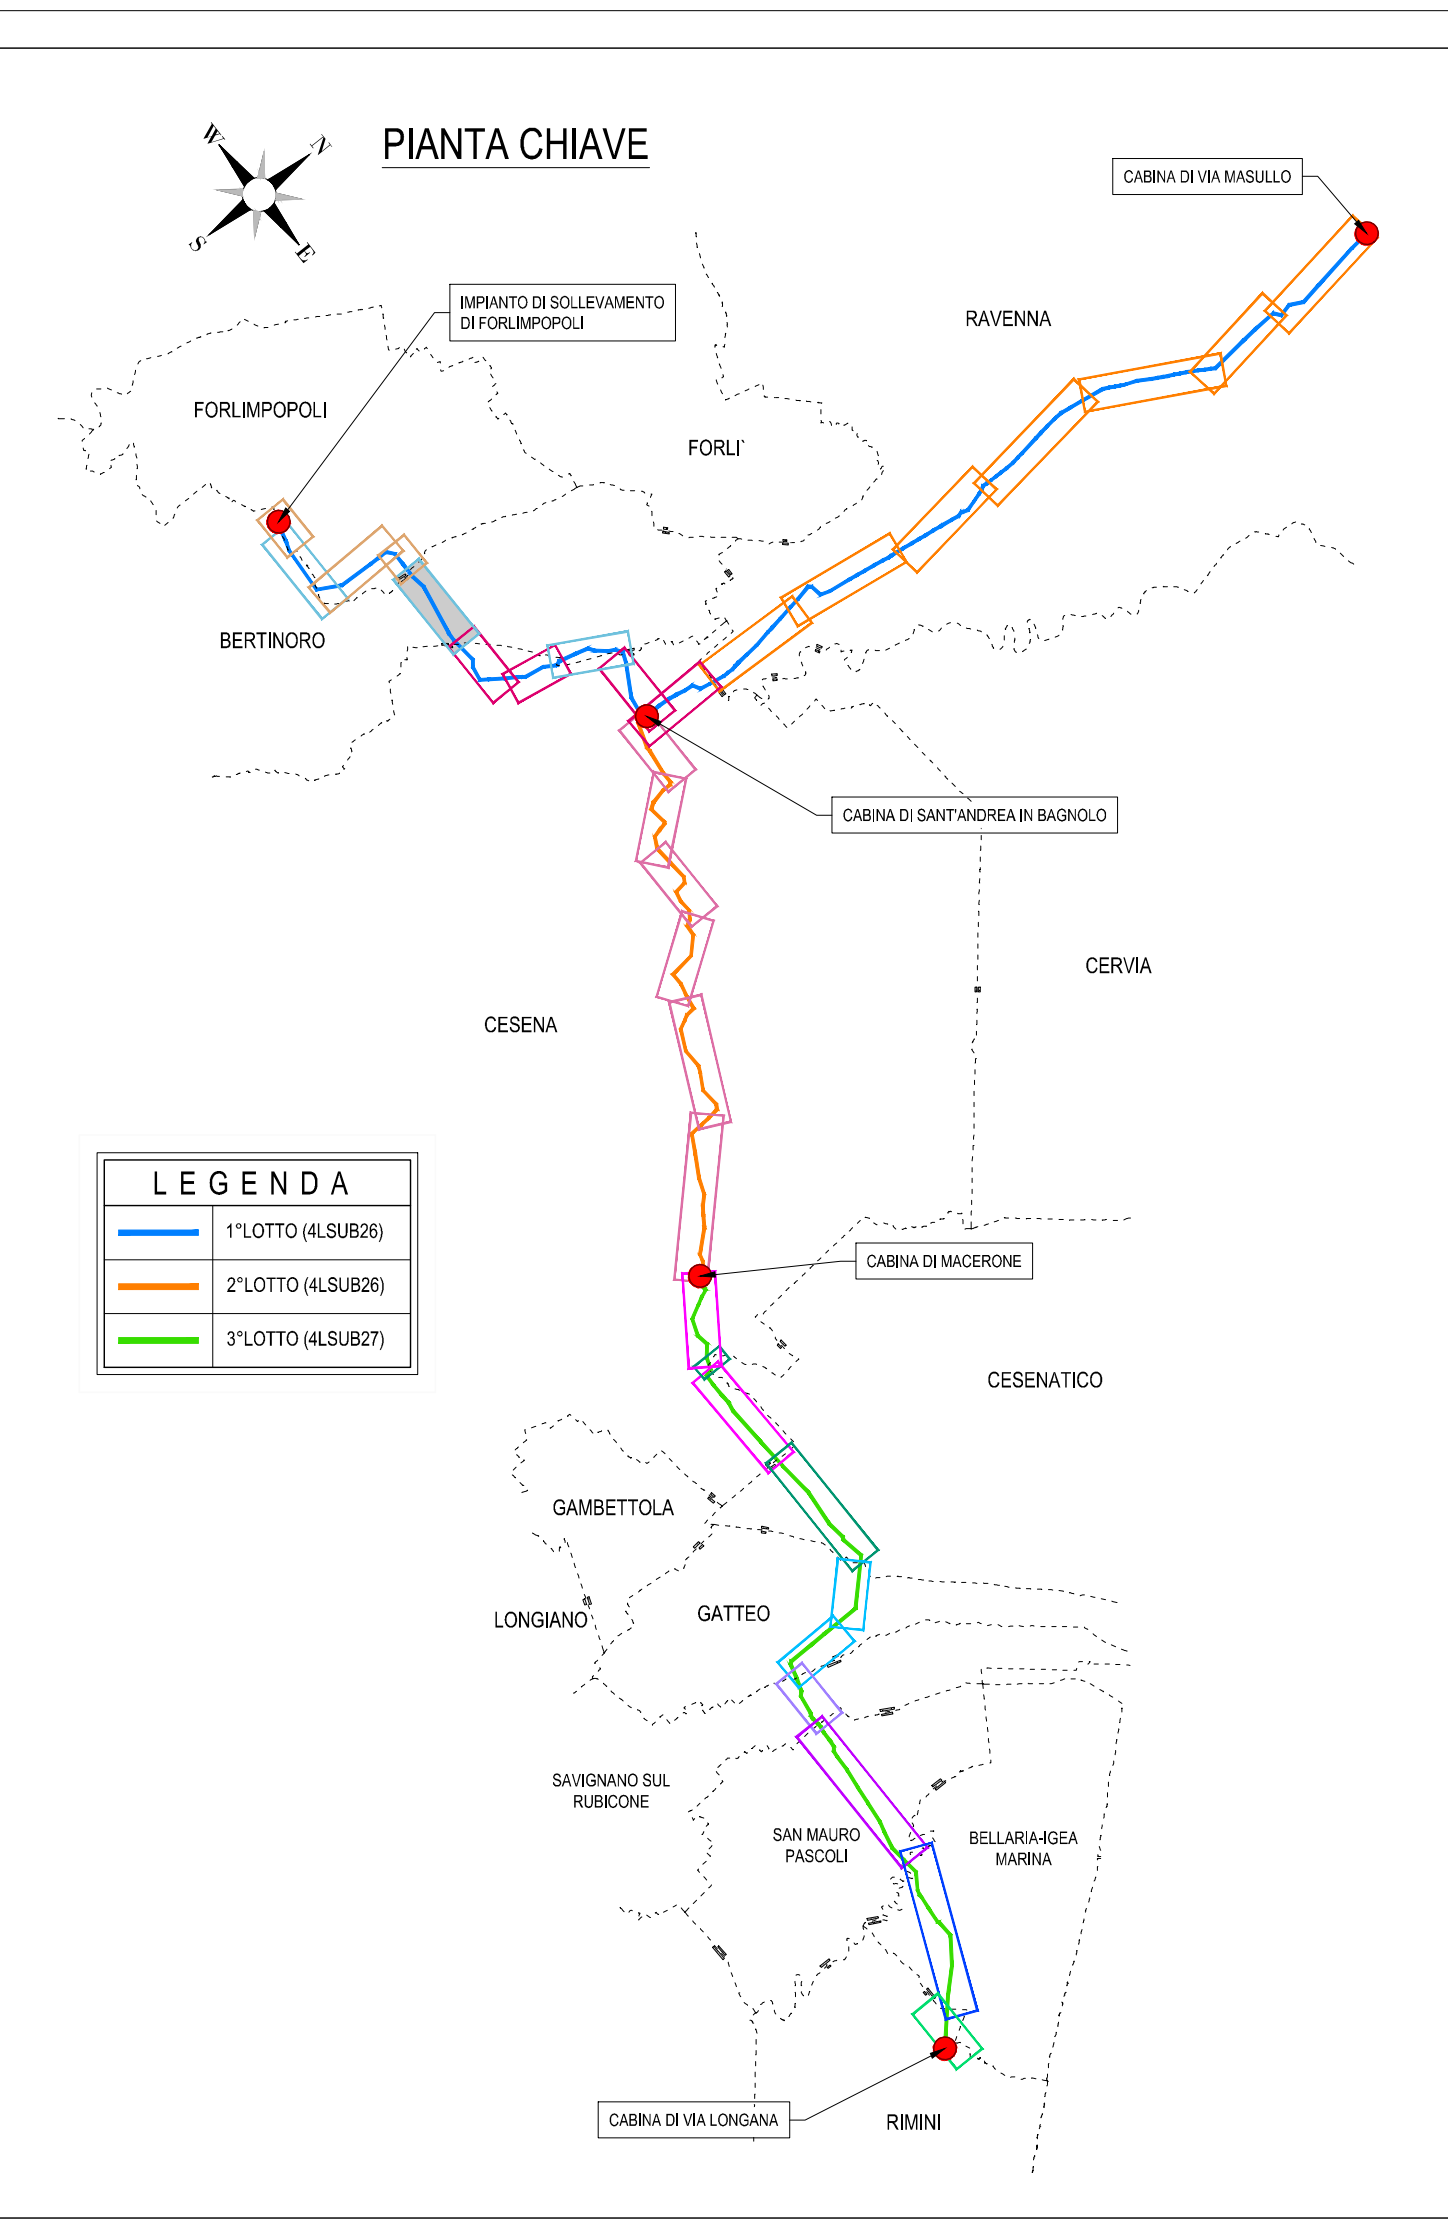 PIANTA CHIAVE
W
N
S
E
CABINA DI VIA MASULLO
IMPIANTO DI SOLLEVAMENTO
DI FORLIMPOPOLI
RAVENNA
FORLIMPOPOLI
FORLI`
BERTINORO
CABINA DI SANT'ANDREA IN BAGNOLO
CERVIA
CESENA
LEGENDA
1°LOTTO (4LSUB26)
2°LOTTO (4LSUB26)
3°LOTTO (4LSUB27)
CABINA DI MACERONE
CESENATICO
GAMBETTOLA
LONGIANO
GATTEO
SAVIGNANO SUL
RUBICONE
SAN MAURO
PASCOLI
BELLARIA-IGEA
MARINA
CABINA DI VIA LONGANA
RIMINI